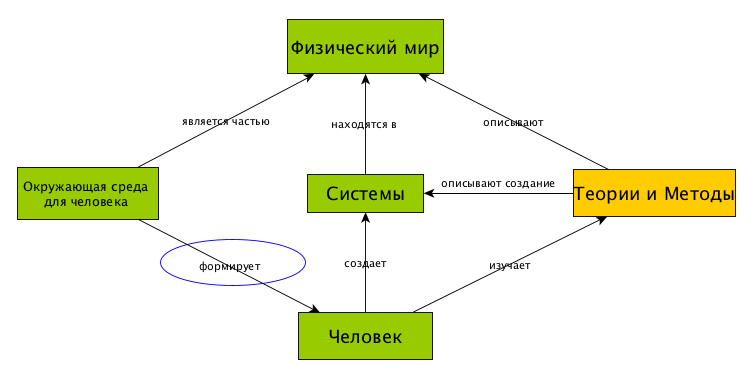 Физический мир
является частью
находятся в
описывают
Окружающая среда
для человека
Системы
описывают создание
Теории и Методы
формирует
создает
изучает
Человек